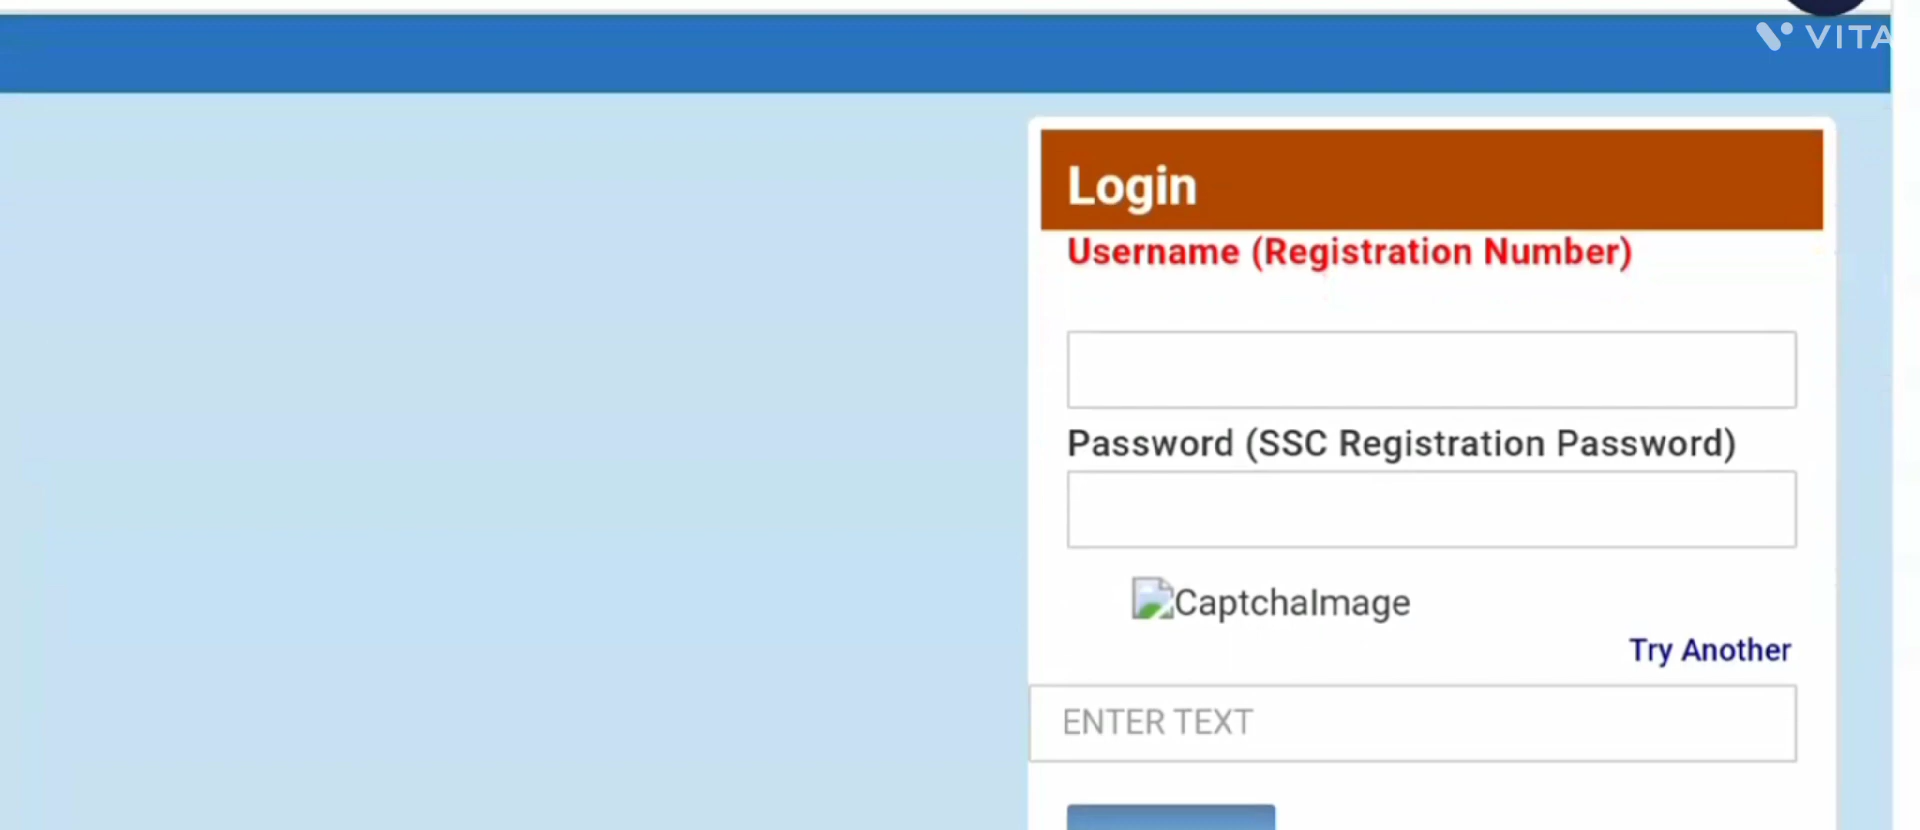 VITA
Login
Username (Registration Number)
Password (SSC Registration Password)
CaptchaImage
Try Another
ENTER TEXT